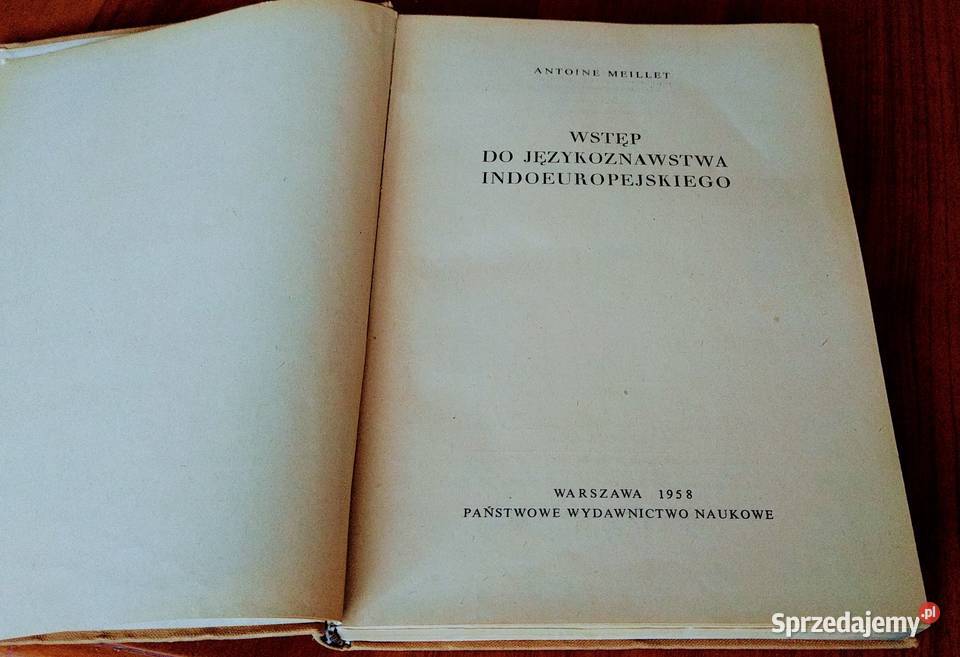 ANTOINE MEILLET
WSTĘP
DO JĘZYKOZNAWSTWA
INDOEUROPEJSKIEGO
WARSZAWA 1958
PAŃSTWOWE WYDAWNICTWO NAUKOWE
Sprzedajemy.pl